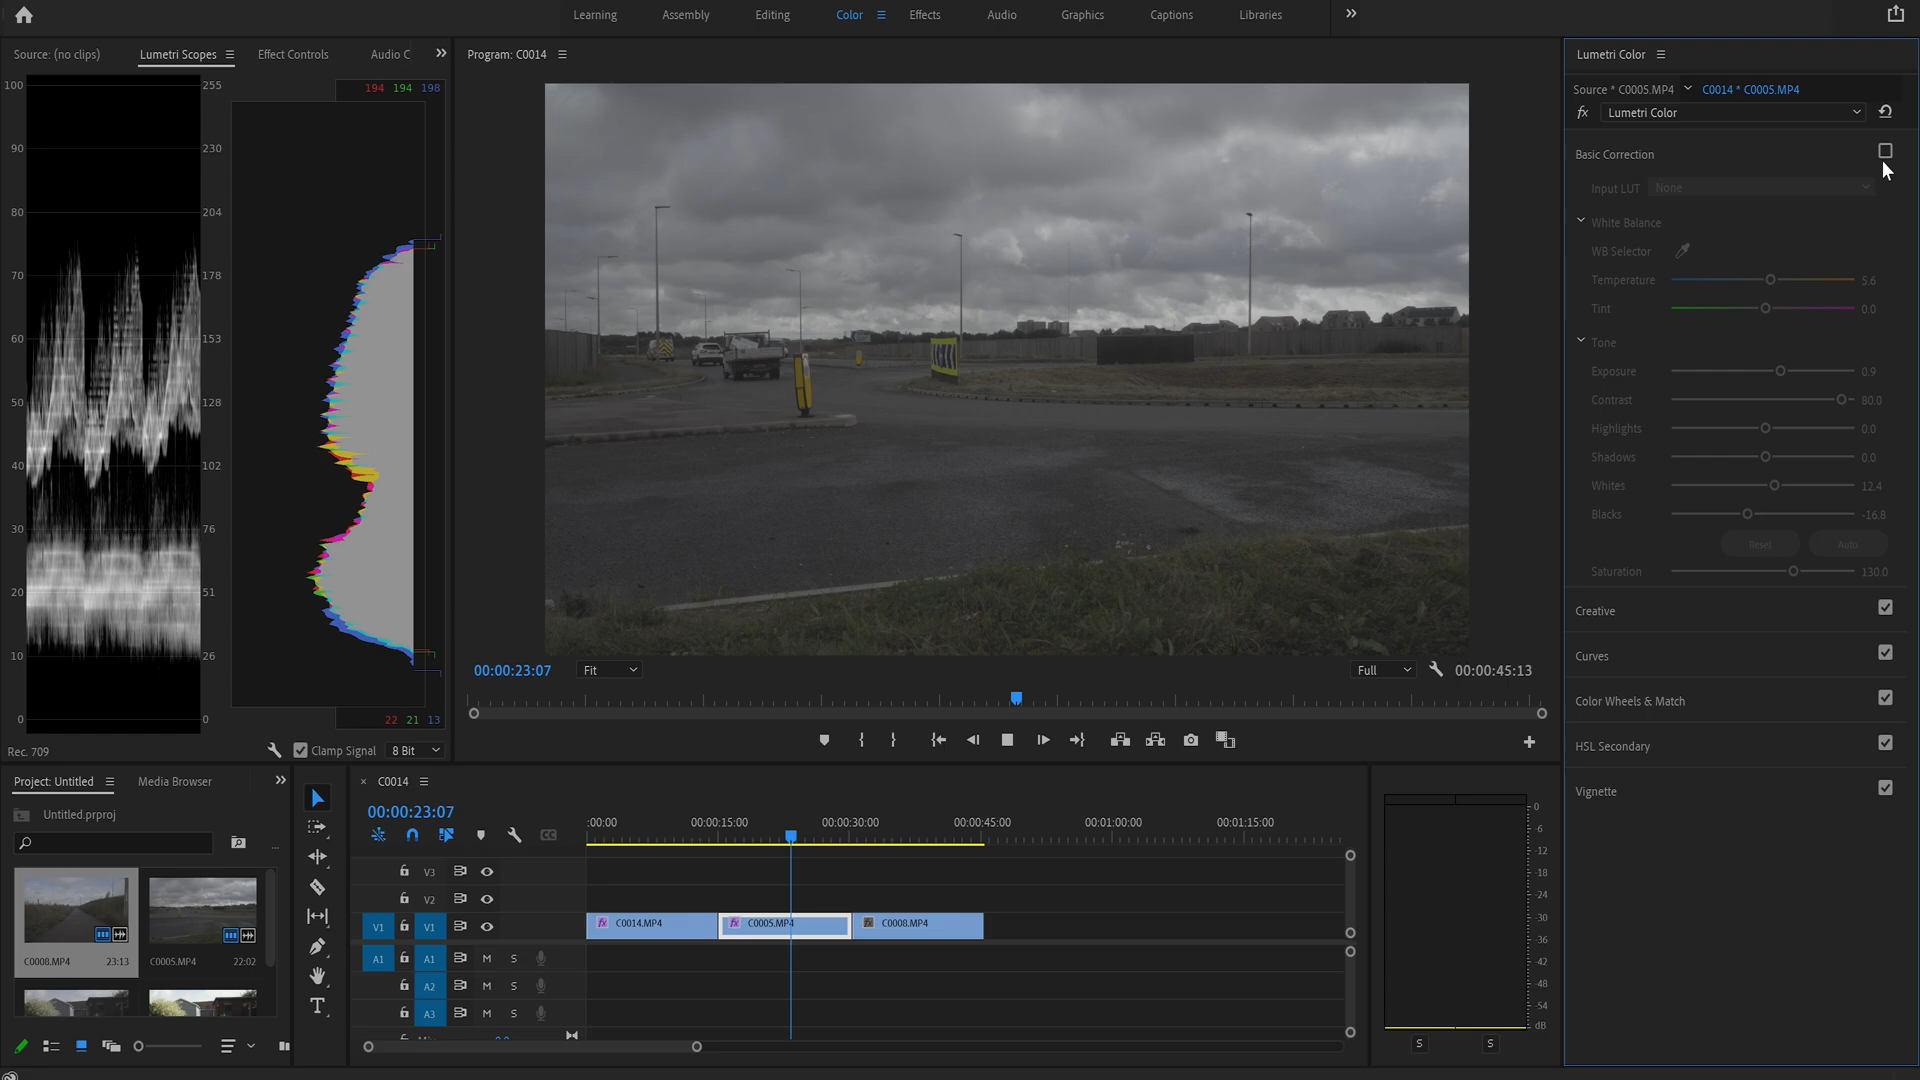 Learning Assembly Editing Color Effects Audio Graphics Captions Libraries
Source: (no clips) Lumetri Scopes Effect Controls Audio C
100 255
90 230
80 204
70 178
60 153
50 128
40 102
30 76
20 51
10 26
0 0
194 194 198
22 21 13
Rec. 709
Clamp Signal 8 Bit
Program: C0014
00:00:23:07 Fit Full 00:00:45:13
Lumetri Color
Source * C0005.MP4 C0014 * C0005.MP4
fx Lumetri Color
Basic Correction
Input LUT None
White Balance
WB Selector
Temperature 5.6
Tint 0.0
Tone
Exposure 0.9
Contrast 80.0
Highlights 0.0
Shadows 0.0
Whites 12.4
Blacks -16.8
Reset Auto
Saturation 130.0
Creative
Curves
Color Wheels & Match
HSL Secondary
Vignette
Project: Untitled Media Browser
Untitled.prproj
...
C0008.MP4 23:13 C0005.MP4 22:02
C0014
00:00:23:07
:00:00 00:00:15:00 00:00:30:00 00:00:45:00 00:01:00:00 00:01:15:00
V3
V2
V1 V1
fx C0014.MP4 fx C0005.MP4 fx C0008.MP4
A1 A1 M S
A2 M S
A3 M S
0
-6
-12
-18
-24
-30
-36
-42
-48
-54
dB
S S